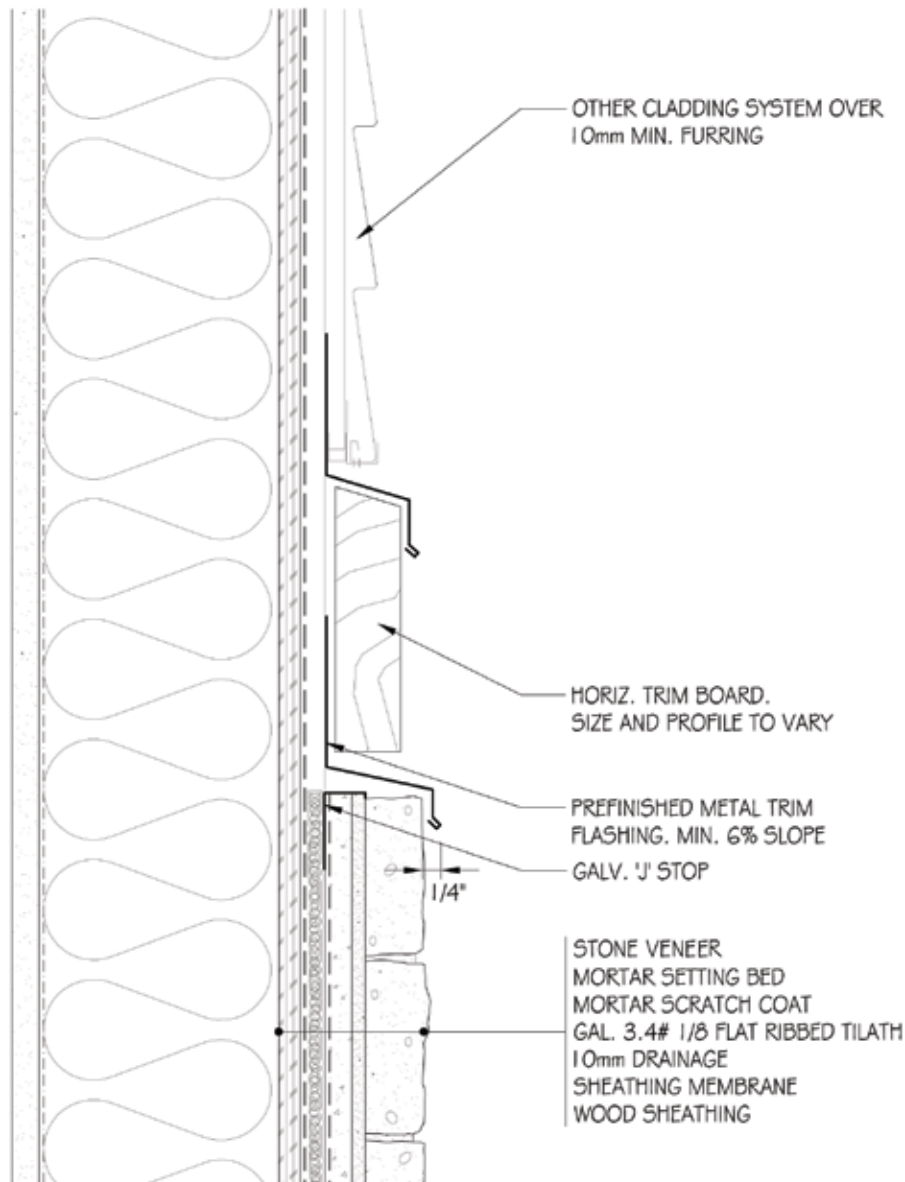 OTHER CLADDING SYSTEM OVER
10mm MIN. FURRING
HORIZ. TRIM BOARD.
SIZE AND PROFILE TO VARY
PREFINISHED METAL TRIM
FLASHING. MIN. 6% SLOPE
GALV. 'J' STOP
1/4"
STONE VENEER
MORTAR SETTING BED
MORTAR SCRATCH COAT
GAL. 3.4# 1/8 FLAT RIBBED TILATH
10mm DRAINAGE
SHEATHING MEMBRANE
WOOD SHEATHING